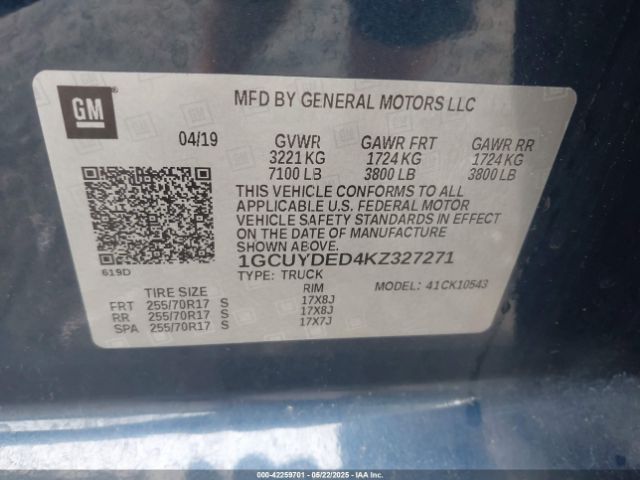 GM
MFD BY GENERAL MOTORS LLC
04/19 GVWR GAWR FRT GAWR RR
3221 KG 1724 KG 1724 KG
7100 LB 3800 LB 3800 LB
THIS VEHICLE CONFORMS TO ALL
APPLICABLE U.S. FEDERAL MOTOR
VEHICLE SAFETY STANDARDS IN EFFECT
ON THE DATE OF MANUFACTURE
SHOWN ABOVE.
1GCUYDED4KZ327271
619D
TYPE: TRUCK
MODEL: 41CK10543
TIRE SIZE RIM
FRT 255/70R17 S 17X8J
RR 255/70R17 S 17X8J
SPA 255/70R17 S 17X7J
000-42259701 - 05/22/2025 - IAAI.CA